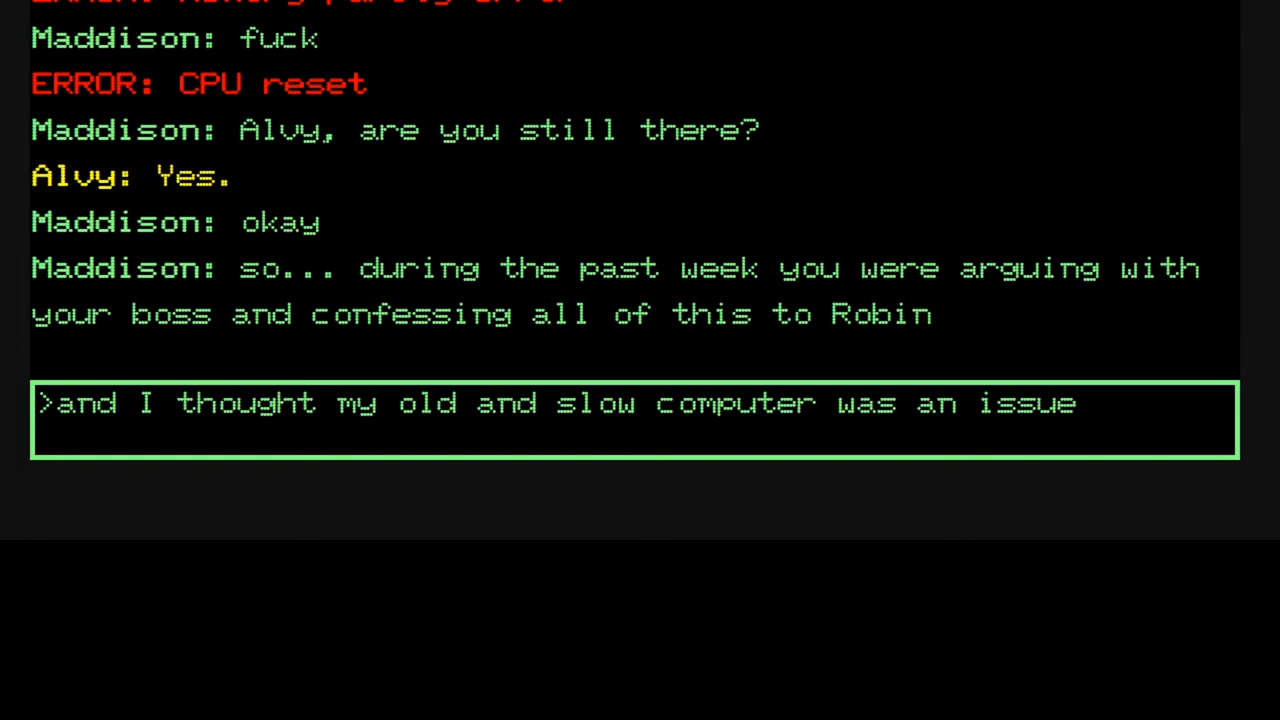 Maddison: fuck
ERROR: CPU reset
Maddison: Alvy, are you still there?
Alvy: Yes.
Maddison: okay
Maddison: so... during the past week you were arguing with
your boss and confessing all of this to Robin
>and I thought my old and slow computer was an issue